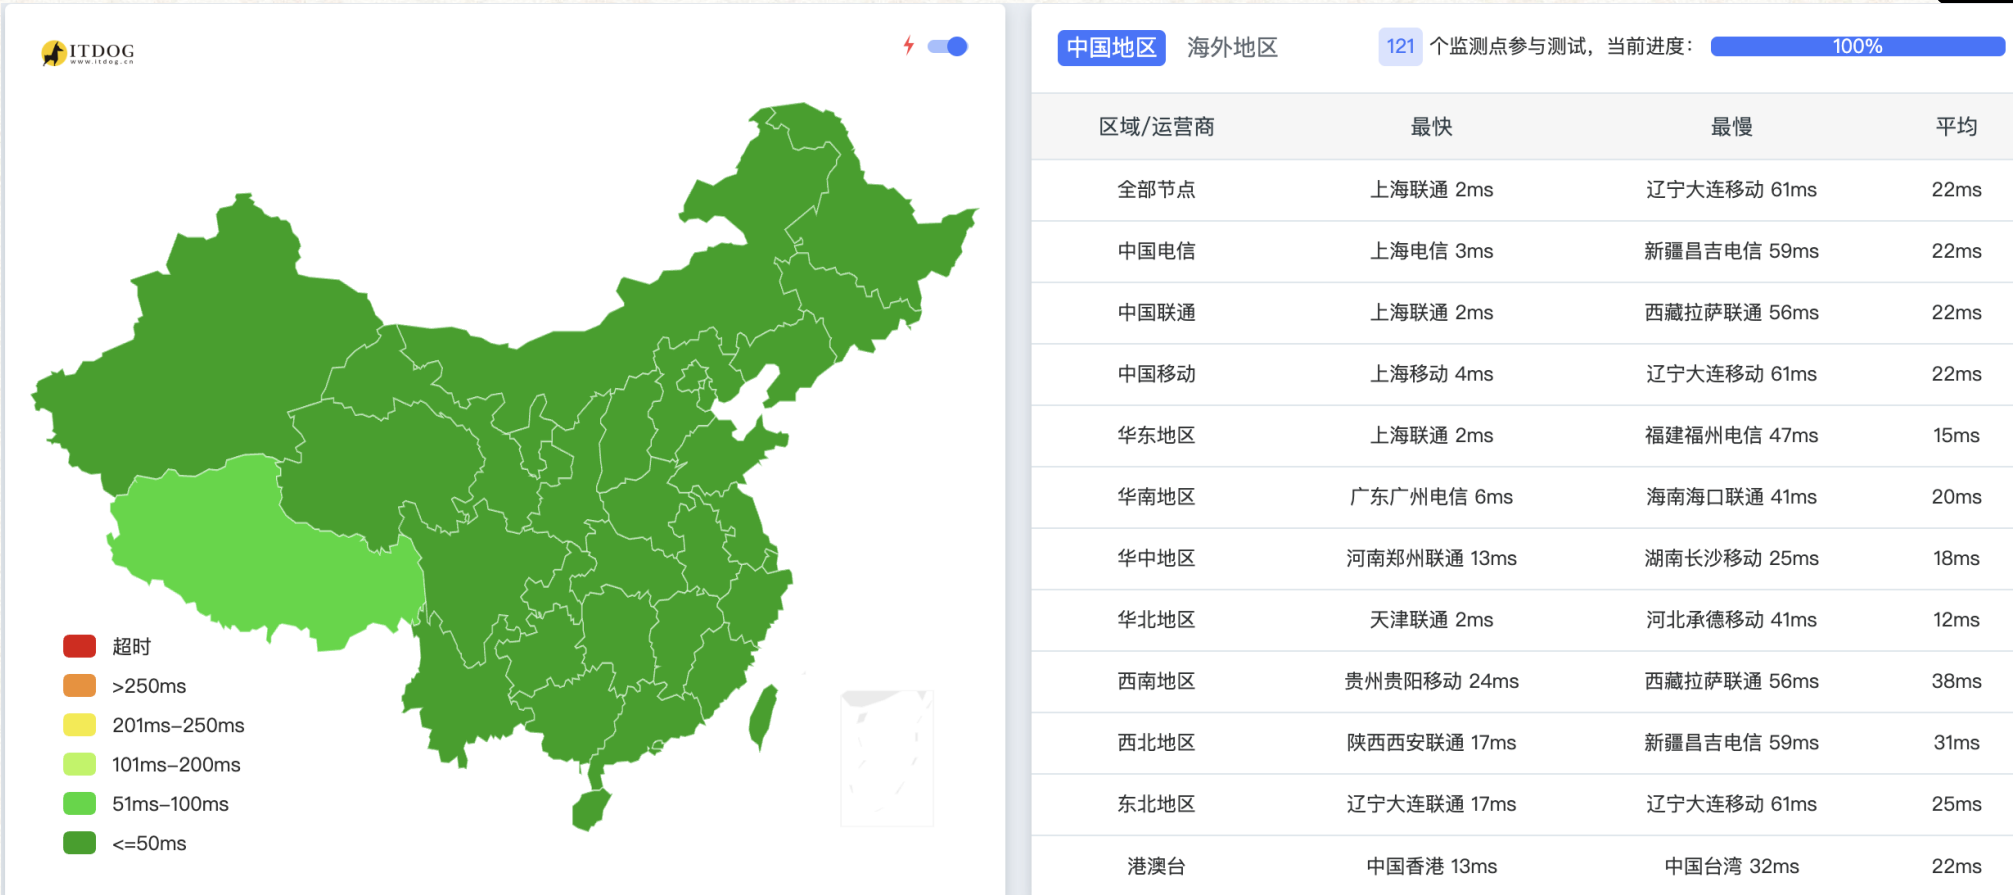 ITDOG
www.itdog.cn
超时
>250ms
201ms-250ms
101ms-200ms
51ms-100ms
<=50ms
中国地区 海外地区 121 个监测点参与测试，当前进度： 100%
区域/运营商 最快 最慢 平均
全部节点 上海联通 2ms 辽宁大连移动 61ms 22ms
中国电信 上海电信 3ms 新疆昌吉电信 59ms 22ms
中国联通 上海联通 2ms 西藏拉萨联通 56ms 22ms
中国移动 上海移动 4ms 辽宁大连移动 61ms 22ms
华东地区 上海联通 2ms 福建福州电信 47ms 15ms
华南地区 广东广州电信 6ms 海南海口联通 41ms 20ms
华中地区 河南郑州联通 13ms 湖南长沙移动 25ms 18ms
华北地区 天津联通 2ms 河北承德移动 41ms 12ms
西南地区 贵州贵阳移动 24ms 西藏拉萨联通 56ms 38ms
西北地区 陕西西安联通 17ms 新疆昌吉电信 59ms 31ms
东北地区 辽宁大连联通 17ms 辽宁大连移动 61ms 25ms
港澳台 中国香港 13ms 中国台湾 32ms 22ms